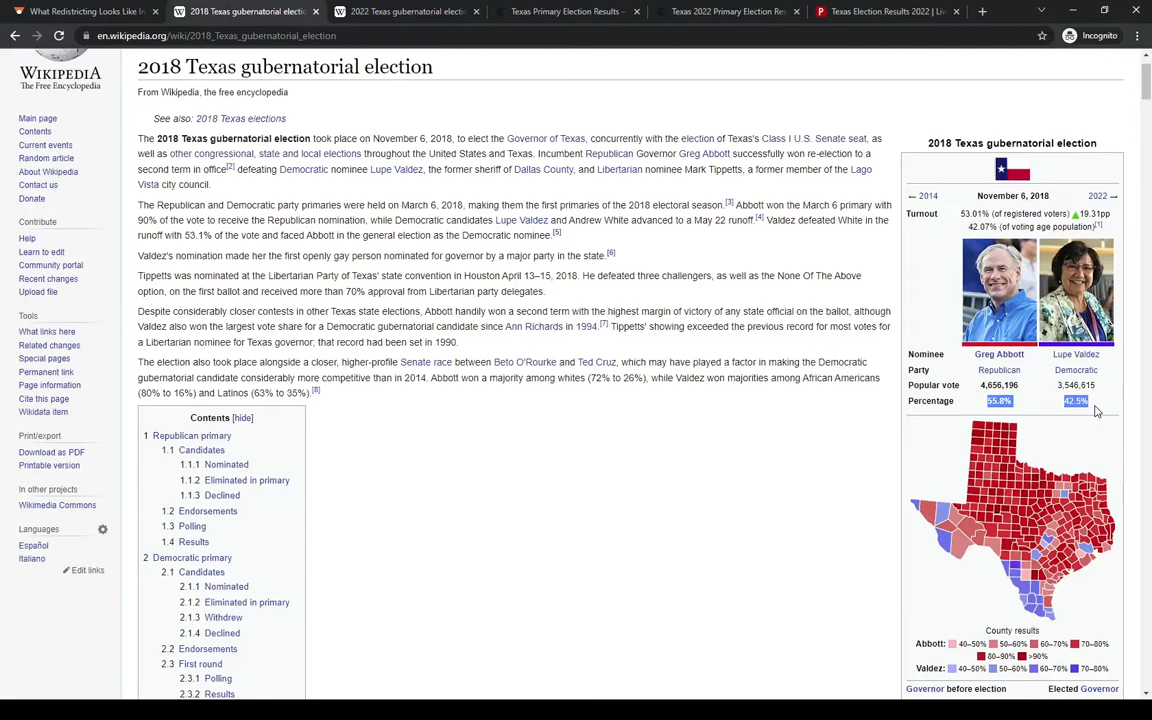 What Redistricting Looks Like In
2018 Texas gubernatorial electi
2022 Texas gubernatorial electi
Texas Primary Election Results –
Texas 2022 Primary Election Res
Texas Election Results 2022 | Liv
en.wikipedia.org/wiki/2018_Texas_gubernatorial_election
Incognito
WIKIPEDIA
The Free Encyclopedia
Main page
Contents
Current events
Random article
About Wikipedia
Contact us
Donate
Contribute
Help
Learn to edit
Community portal
Recent changes
Upload file
Tools
What links here
Related changes
Special pages
Permanent link
Page information
Cite this page
Wikidata item
Print/export
Download as PDF
Printable version
In other projects
Wikimedia Commons
Languages
Español
Italiano
Edit links
2018 Texas gubernatorial election
From Wikipedia, the free encyclopedia
See also: 2018 Texas elections
The 2018 Texas gubernatorial election took place on November 6, 2018, to elect the Governor of Texas, concurrently with the election of Texas's Class I U.S. Senate seat, as
well as other congressional, state and local elections throughout the United States and Texas. Incumbent Republican Governor Greg Abbott successfully won re-election to a
second term in office[2] defeating Democratic nominee Lupe Valdez, the former sheriff of Dallas County, and Libertarian nominee Mark Tippetts, a former member of the Lago
Vista city council.
The Republican and Democratic party primaries were held on March 6, 2018, making them the first primaries of the 2018 electoral season.[3] Abbott won the March 6 primary with
90% of the vote to receive the Republican nomination, while Democratic candidates Lupe Valdez and Andrew White advanced to a May 22 runoff.[4] Valdez defeated White in the
runoff with 53.1% of the vote and faced Abbott in the general election as the Democratic nominee.[5]
Valdez's nomination made her the first openly gay person nominated for governor by a major party in the state.[6]
Tippetts was nominated at the Libertarian Party of Texas' state convention in Houston April 13–15, 2018. He defeated three challengers, as well as the None Of The Above
option, on the first ballot and received more than 70% approval from Libertarian party delegates.
Despite considerably closer contests in other Texas state elections, Abbott handily won a second term with the highest margin of victory of any state official on the ballot, although
Valdez also won the largest vote share for a Democratic gubernatorial candidate since Ann Richards in 1994.[7] Tippetts' showing exceeded the previous record for most votes for
a Libertarian nominee for Texas governor; that record had been set in 1990.
The election also took place alongside a closer, higher-profile Senate race between Beto O'Rourke and Ted Cruz, which may have played a factor in making the Democratic
gubernatorial candidate considerably more competitive than in 2014. Abbott won a majority among whites (72% to 26%), while Valdez won majorities among African Americans
(80% to 16%) and Latinos (63% to 35%).[8]
Contents [hide]
1 Republican primary
1.1 Candidates
1.1.1 Nominated
1.1.2 Eliminated in primary
1.1.3 Declined
1.2 Endorsements
1.3 Polling
1.4 Results
2 Democratic primary
2.1 Candidates
2.1.1 Nominated
2.1.2 Eliminated in primary
2.1.3 Withdrew
2.1.4 Declined
2.2 Endorsements
2.3 First round
2.3.1 Polling
2.3.2 Results
2018 Texas gubernatorial election
← 2014 November 6, 2018 2022 →
Turnout 53.01% (of registered voters) ▲19.31pp
42.07% (of voting age population)[1]
Nominee Greg Abbott Lupe Valdez
Party Republican Democratic
Popular vote 4,656,196 3,546,615
Percentage 55.8% 42.5%
County results
Abbott: 40–50% 50–60% 60–70% 70–80%
80–90% >90%
Valdez: 40–50% 50–60% 60–70% 70–80%
Governor before election Elected Governor